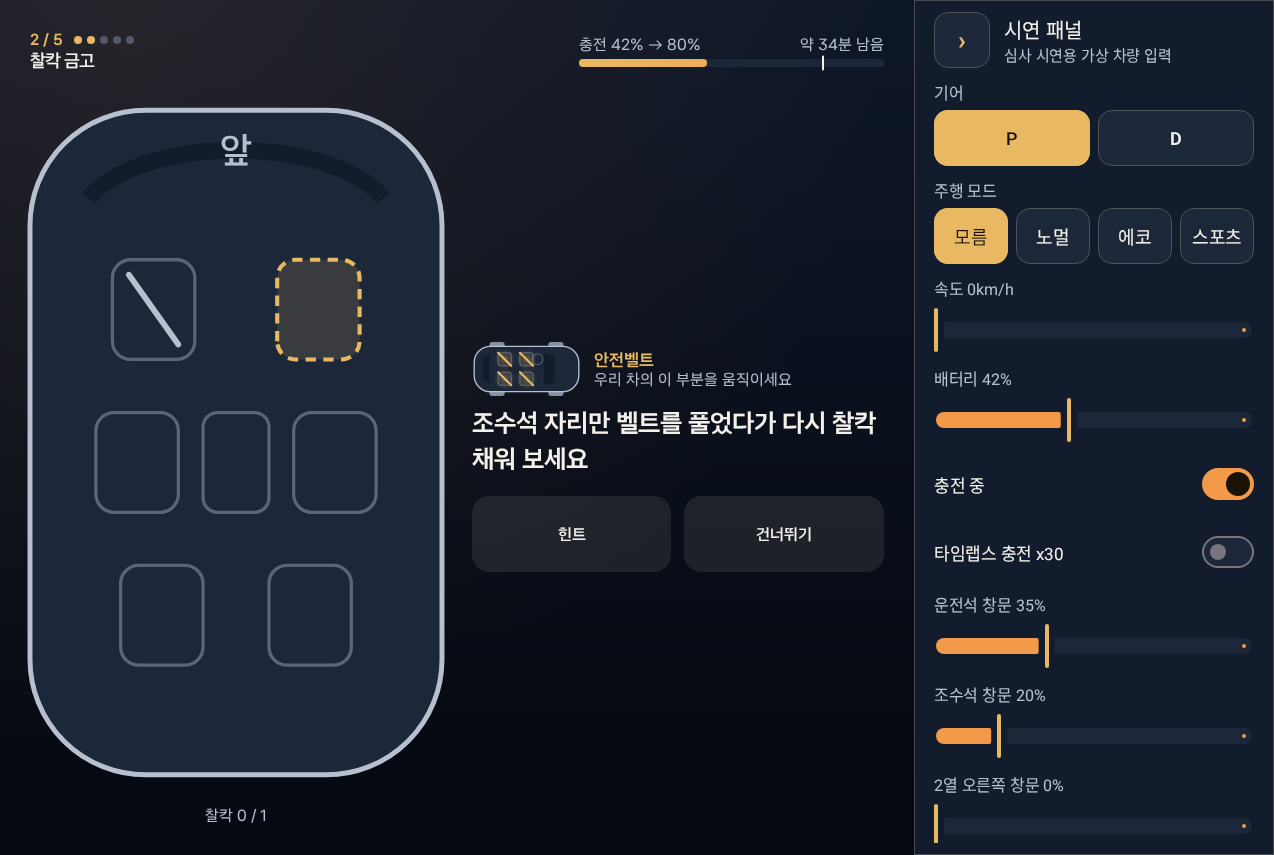 2 / 5
찰칵 금고
충전 42% → 80%
약 34분 남음
앞
찰칵 0 / 1
안전벨트
우리 차의 이 부분을 움직이세요
조수석 자리만 벨트를 풀었다가 다시 찰칵
채워 보세요
힌트
건너뛰기
시연 패널
심사 시연용 가상 차량 입력
기어
P
D
주행 모드
모름
노멀
에코
스포츠
속도 0km/h
배터리 42%
충전 중
타임랩스 충전 x30
운전석 창문 35%
조수석 창문 20%
2열 오른쪽 창문 0%